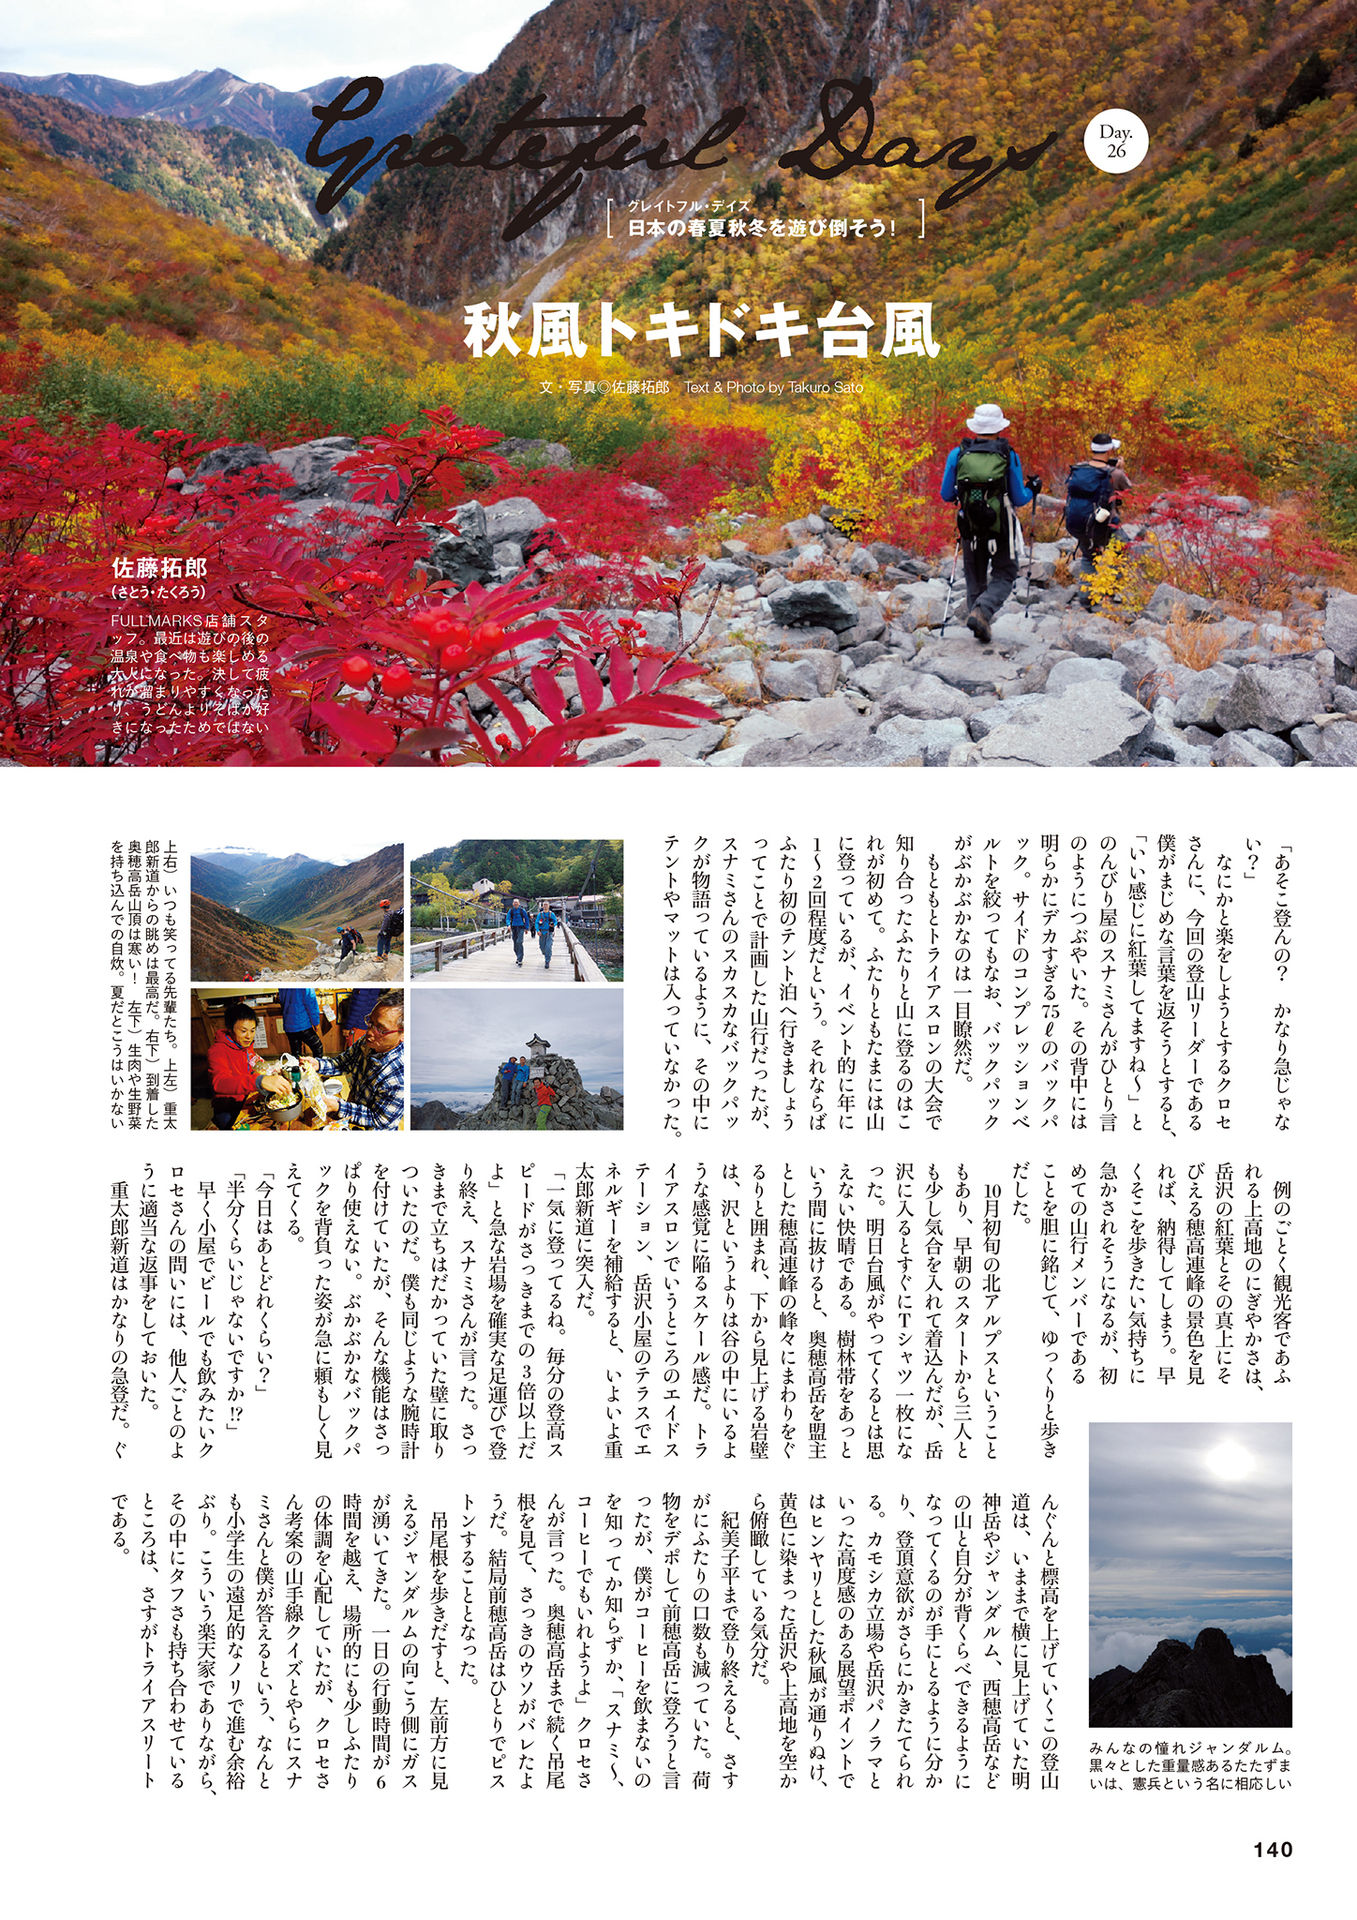 Grateful Days
Day.
26
グレイトフル・デイズ
日本の春夏秋冬を遊び倒そう！
秋風トキドキ台風
文・写真◎佐藤拓郎　Text & Photo by Takuro Sato
佐藤拓郎
（さとう・たくろう）
FULLMARKS店舗スタ
ッフ。最近は遊びの後の
温泉や食べ物も楽しめる
大人になった。決して疲
れが溜まりやすくなった
り、うどんよりそばが好
きになったためではない
「あそこ登んの？　かなり急じゃな
い？」
なにかと楽をしようとするクロセ
さんに、今回の登山リーダーである
僕がまじめな言葉を返そうとすると、
「いい感じに紅葉してますね〜」と
のんびり屋のスナミさんがひとり言
のようにつぶやいた。その背中には
明らかにデカすぎる75ℓのバックパ
ック。サイドのコンプレッションベ
ルトを絞ってもなお、バックパック
がぶかぶかなのは一目瞭然だ。
もともとトライアスロンの大会で
知り合ったふたりと山に登るのはこ
れが初めて。ふたりともたまには山
に登っているが、イベント的に年に
1〜2回程度だという。それならば
ふたり初のテント泊へ行きましょう
ってことで計画した山行だったが、
スナミさんのスカスカなバックパッ
クが物語っているように、その中に
テントやマットは入っていなかった。
上右）いつも笑ってる先輩たち。上左）重太
郎新道からの眺めは最高だ。右下）到着した
奥穂高岳山頂は寒い！　左下）生肉や生野菜
を持ち込んでの自炊。夏だとこうはいかない
例のごとく観光客であふ
れる上高地のにぎやかさは、
岳沢の紅葉とその真上にそ
びえる穂高連峰の景色を見
れば、納得してしまう。早
くそこを歩きたい気持ちに
急かされそうになるが、初
めての山行メンバーである
ことを胆に銘じて、ゆっくりと歩き
だした。
10月初旬の北アルプスということ
もあり、早朝のスタートから三人と
も少し気合を入れて着込んだが、岳
沢に入るとすぐにTシャツ一枚にな
った。明日台風がやってくるとは思
えない快晴である。樹林帯をあっと
いう間に抜けると、奥穂高岳を盟主
とした穂高連峰の峰々にまわりをぐ
るりと囲まれ、下から見上げる岩壁
は、沢というよりは谷の中にいるよ
うな感覚に陥るスケール感だ。トラ
イアスロンでいうところのエイドス
テーション、岳沢小屋のテラスでエ
ネルギーを補給すると、いよいよ重
太郎新道に突入だ。
「一気に登ってるね。毎分の登高ス
ピードがさっきまでの3倍以上だ
よ」と急な岩場を確実な足運びで登
り終え、スナミさんが言った。さっ
きまで立ちはだかっていた壁に取り
ついたのだ。僕も同じような腕時計
を付けていたが、そんな機能はさっ
ぱり使えない。ぶかぶかなバックパ
ックを背負った姿が急に頼もしく見
えてくる。
「今日はあとどれくらい？」
「半分くらいじゃないですか!?」
早く小屋でビールでも飲みたいク
ロセさんの問いには、他人ごとのよ
うに適当な返事をしておいた。
重太郎新道はかなりの急登だ。ぐ
んぐんと標高を上げていくこの登山
道は、いままで横に見上げていた明
神岳やジャンダルム、西穂高岳など
の山と自分が背くらべできるように
なってくるのが手にとるように分か
り、登頂意欲がさらにかきたてられ
る。カモシカ立場や岳沢パノラマと
いった高度感のある展望ポイントで
はヒンヤリとした秋風が通りぬけ、
黄色に染まった岳沢や上高地を空か
ら俯瞰している気分だ。
紀美子平まで登り終えると、さす
がにふたりの口数も減っていた。荷
物をデポして前穂高岳に登ろうと言
ったが、僕がコーヒーを飲まないの
を知ってか知らずか、「スナミ〜、
コーヒーでもいれようよ」クロセさ
んが言った。奥穂高岳まで続く吊尾
根を見て、さっきのウソがバレたよ
うだ。結局前穂高岳はひとりでピス
トンすることとなった。
吊尾根を歩きだすと、左前方に見
えるジャンダルムの向こう側にガス
が湧いてきた。一日の行動時間が6
時間を越え、場所的にも少しふたり
の体調を心配していたが、クロセさ
ん考案の山手線クイズとやらにスナ
ミさんと僕が答えるという、なんと
も小学生の遠足的なノリで進む余裕
ぶり。こういう楽天家でありながら、
その中にタフさも持ち合わせている
ところは、さすがトライアスリート
である。
みんなの憧れジャンダルム。
黒々とした重量感あるたたずま
いは、憲兵という名に相応しい
140